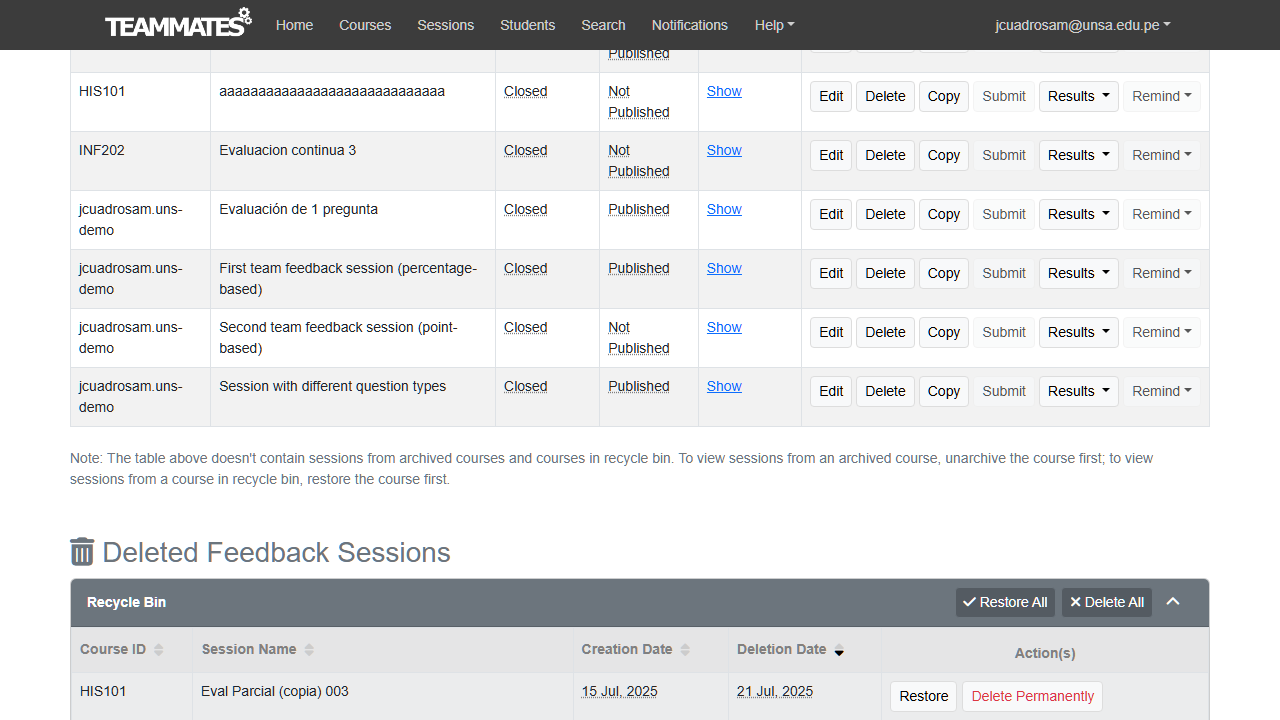 TEAMMATES Home Courses Sessions Students Search Notifications Help jcuadrosam@unsa.edu.pe
Published
HIS101 aaaaaaaaaaaaaaaaaaaaaaaaaaaaa Closed Not Published Show Edit Delete Copy Submit Results Remind
INF202 Evaluacion continua 3 Closed Not Published Show Edit Delete Copy Submit Results Remind
jcuadrosam.uns-demo Evaluación de 1 pregunta Closed Published Show Edit Delete Copy Submit Results Remind
jcuadrosam.uns-demo First team feedback session (percentage-based) Closed Published Show Edit Delete Copy Submit Results Remind
jcuadrosam.uns-demo Second team feedback session (point-based) Closed Not Published Show Edit Delete Copy Submit Results Remind
jcuadrosam.uns-demo Session with different question types Closed Published Show Edit Delete Copy Submit Results Remind
Note: The table above doesn't contain sessions from archived courses and courses in recycle bin. To view sessions from an archived course, unarchive the course first; to view
sessions from a course in recycle bin, restore the course first.
Deleted Feedback Sessions
Recycle Bin Restore All Delete All
Course ID Session Name Creation Date Deletion Date Action(s)
HIS101 Eval Parcial (copia) 003 15 Jul, 2025 21 Jul, 2025 Restore Delete Permanently